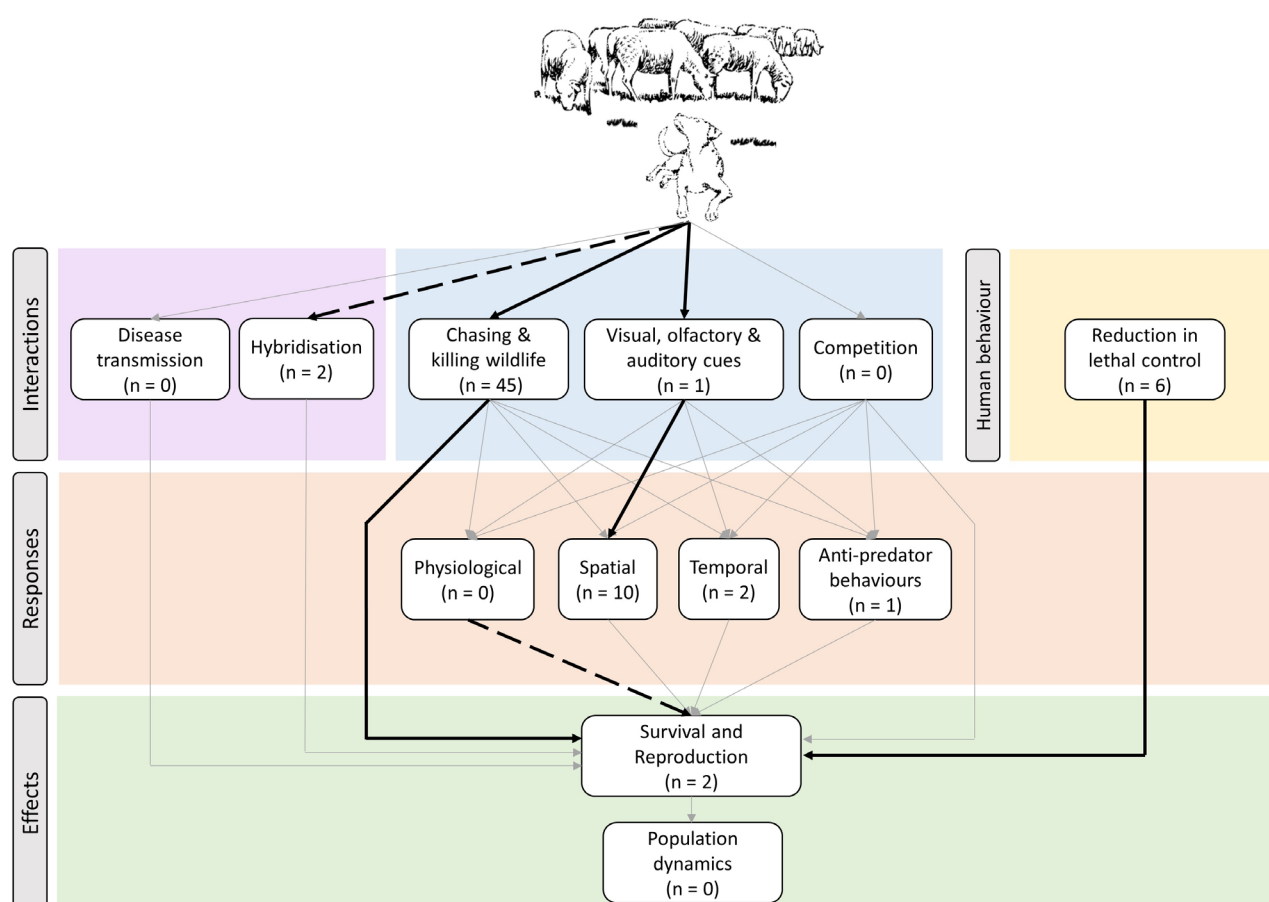 Interactions
Disease
transmission
(n = 0)
Hybridisation
(n = 2)
Chasing &
killing wildlife
(n = 45)
Visual, olfactory &
auditory cues
(n = 1)
Competition
(n = 0)
Human behaviour
Reduction in
lethal control
(n = 6)
Responses
Physiological
(n = 0)
Spatial
(n = 10)
Temporal
(n = 2)
Anti-predator
behaviours
(n = 1)
Effects
Survival and
Reproduction
(n = 2)
Population
dynamics
(n = 0)